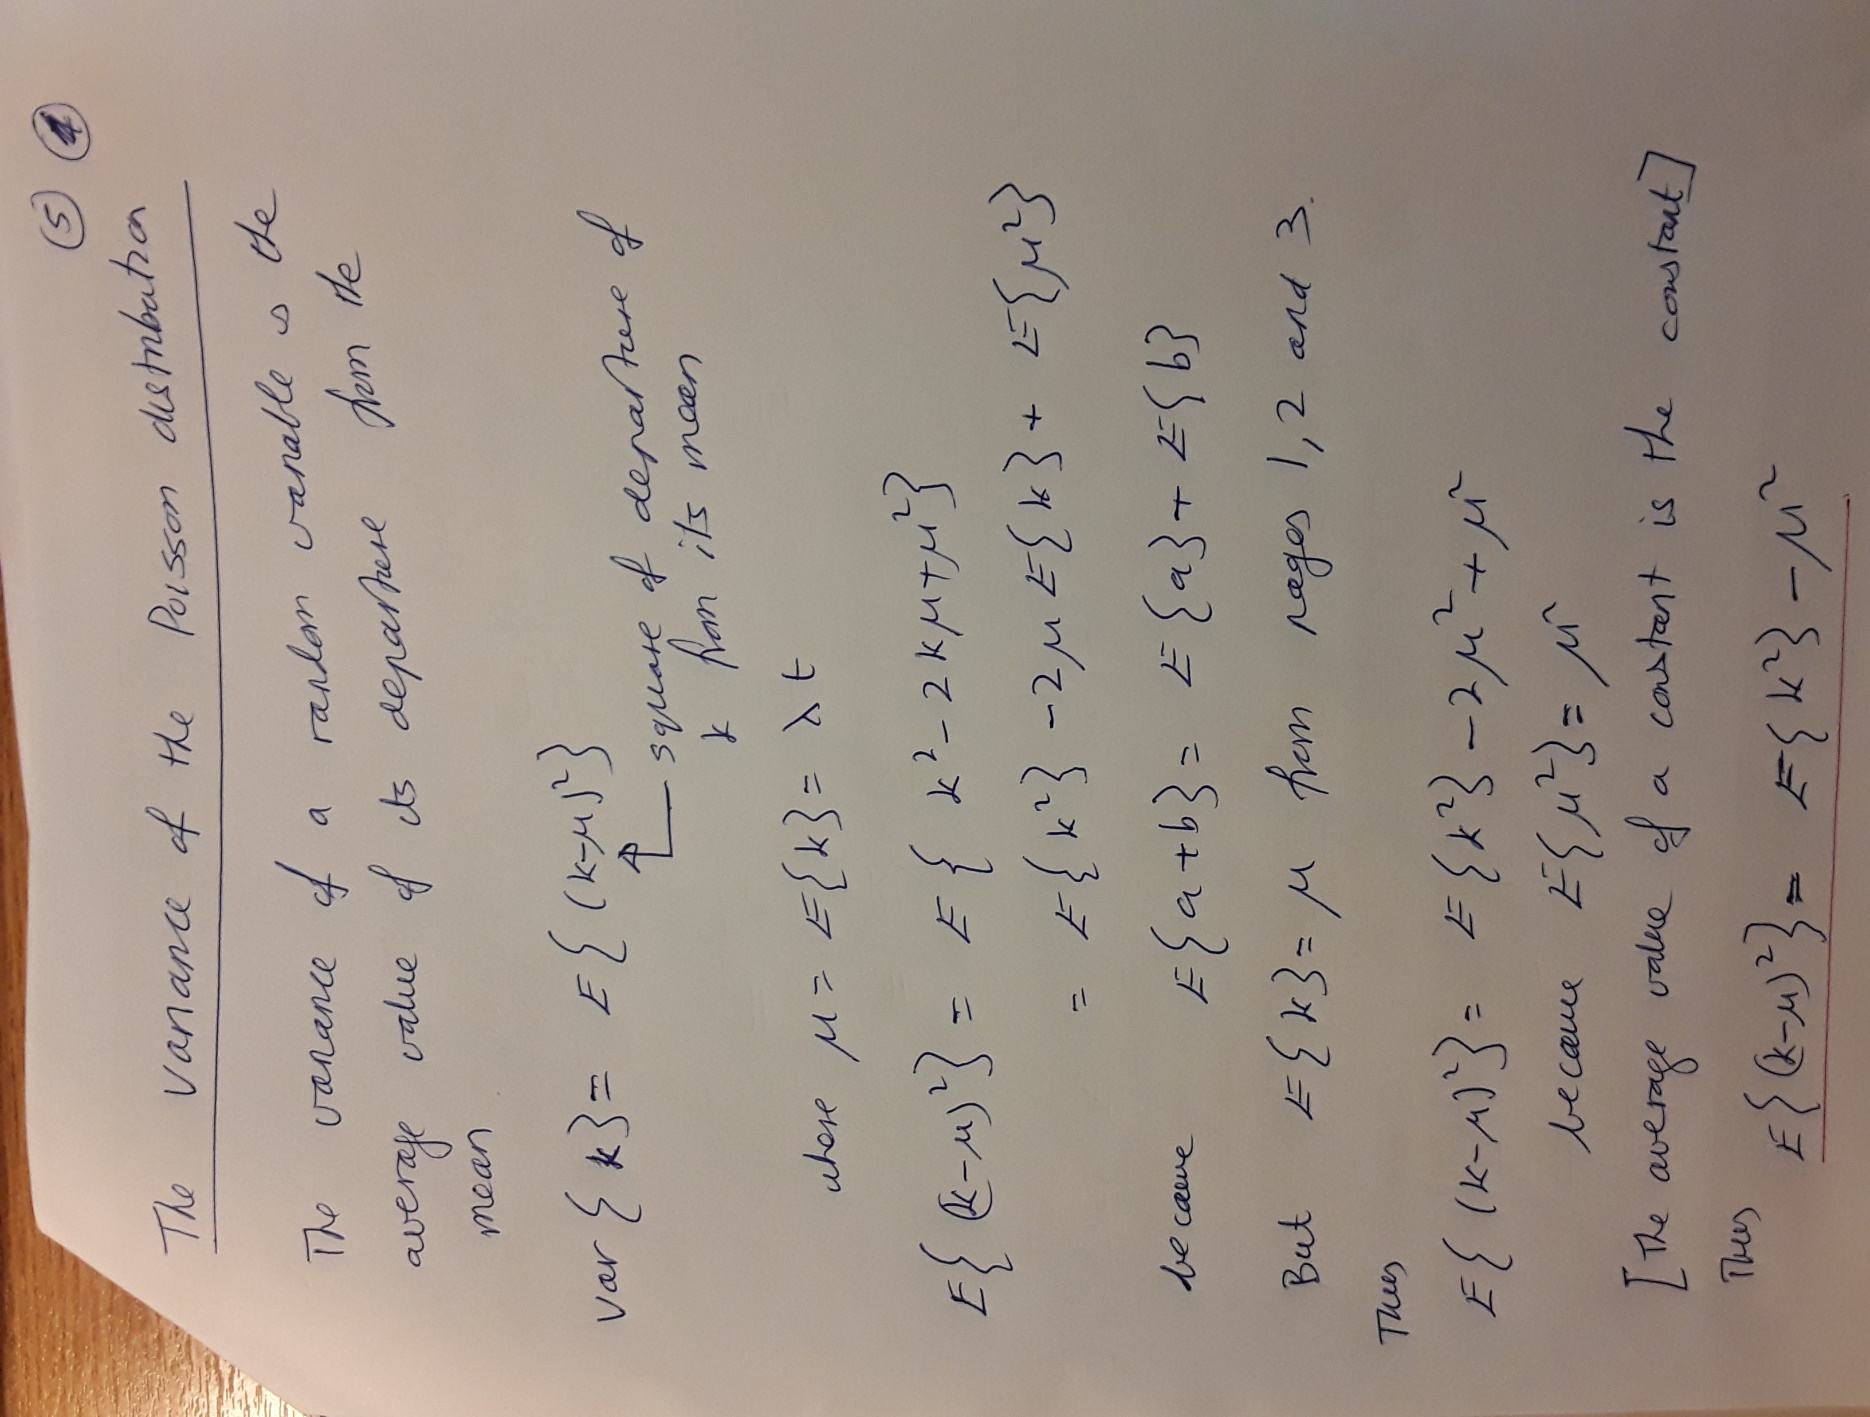 (5) (4)
The variance of the Poisson distribution
The variance of a random variable is the
average value of its departure from the
mean
Var{k} = E{(k-μ)²}
square of departure of
k from its mean
where μ = E{k} = λt
E{(k-μ)²} = E{k² - 2kμ + μ²}
= E{k²} - 2μE{k} + E{μ²}
because E{a+b} = E{a} + E{b}
But E{k} = μ from pages 1, 2 and 3.
Thus
E{(k-μ)²} = E{k²} - 2μ² + μ²
because E{μ²} = μ²
[The average value of a constant is the constant]
Thus
E{(k-μ)²} = E{k²} - μ²